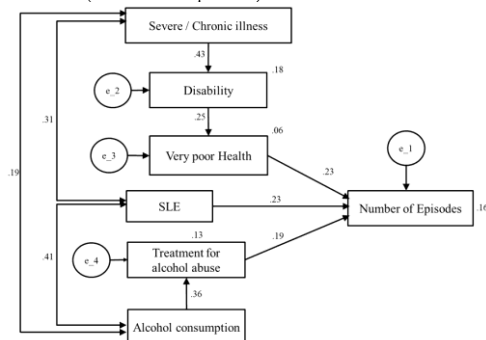 Severe / Chronic illness
.43
.18
e_2
Disability
.31
.25
.06
e_1
e_3
Very poor Health
.23
.19
SLE
.23
Number of Episodes
.16
.13
.19
e_4
Treatment for
alcohol abuse
.41
.36
Alcohol consumption